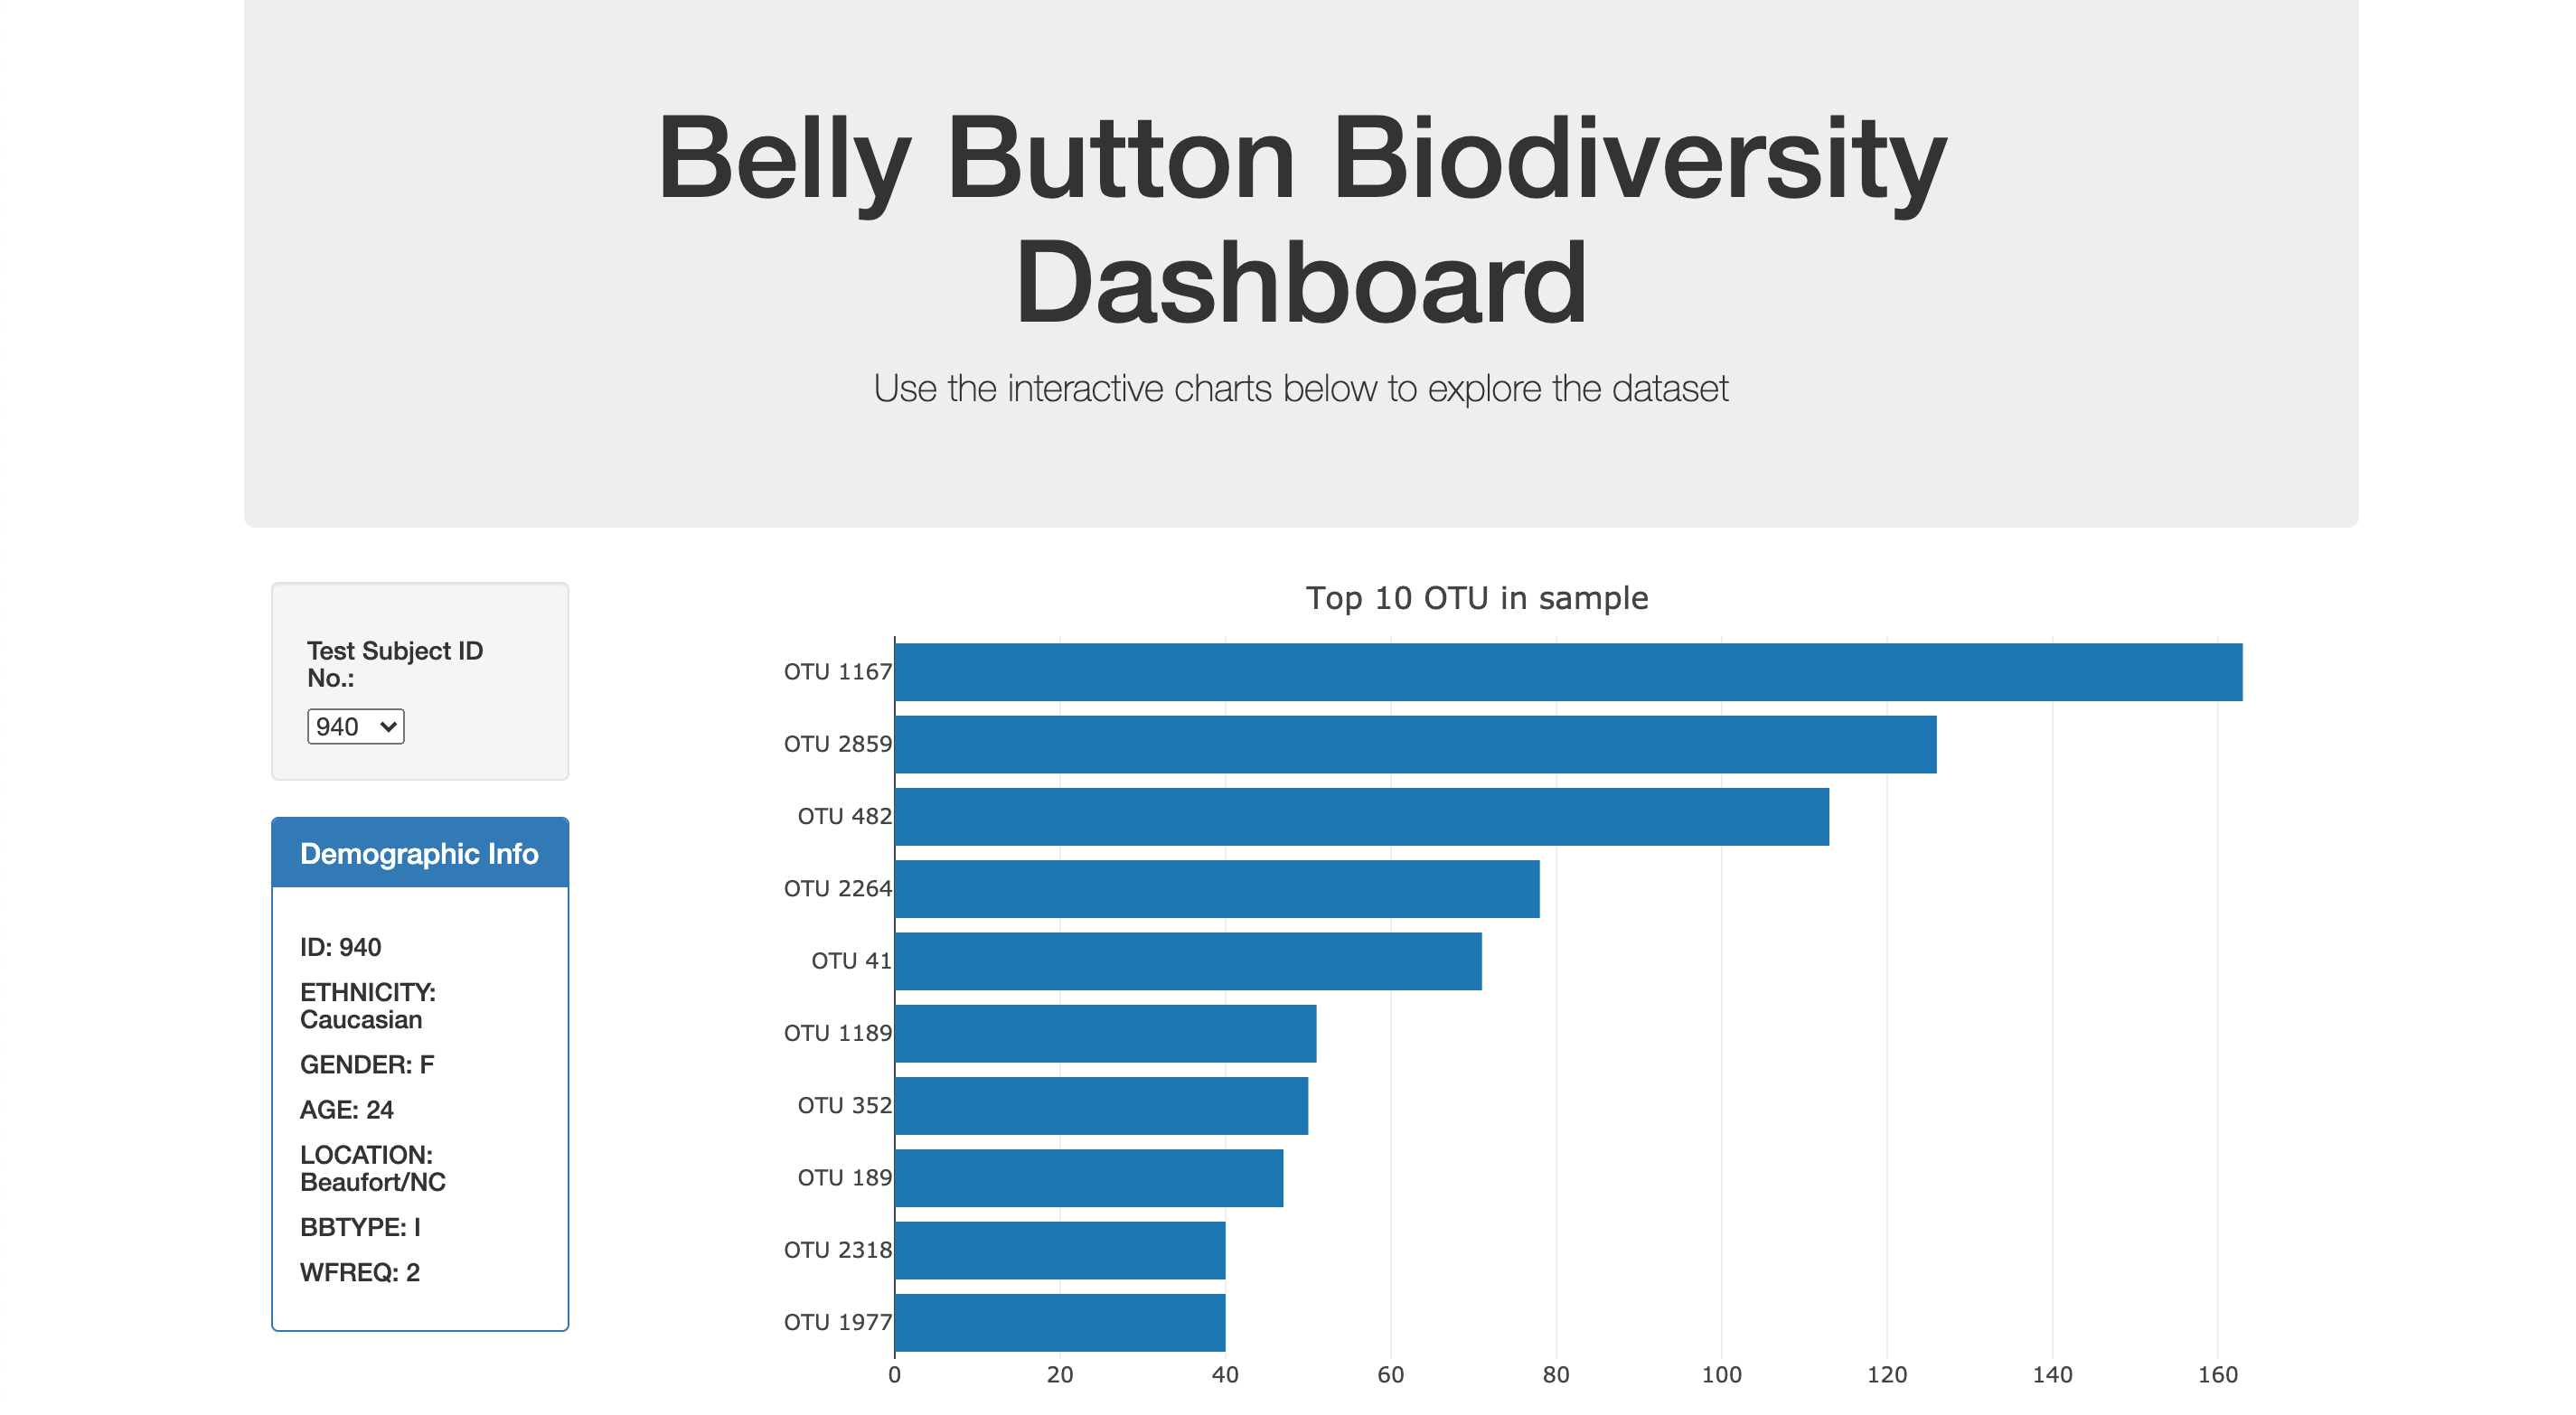 Belly Button Biodiversity
Dashboard
Use the interactive charts below to explore the dataset
Test Subject ID
No.:
940
Demographic Info
ID: 940
ETHNICITY:
Caucasian
GENDER: F
AGE: 24
LOCATION:
Beaufort/NC
BBTYPE: I
WFREQ: 2
Top 10 OTU in sample
OTU 1167
OTU 2859
OTU 482
OTU 2264
OTU 41
OTU 1189
OTU 352
OTU 189
OTU 2318
OTU 1977
0 20 40 60 80 100 120 140 160